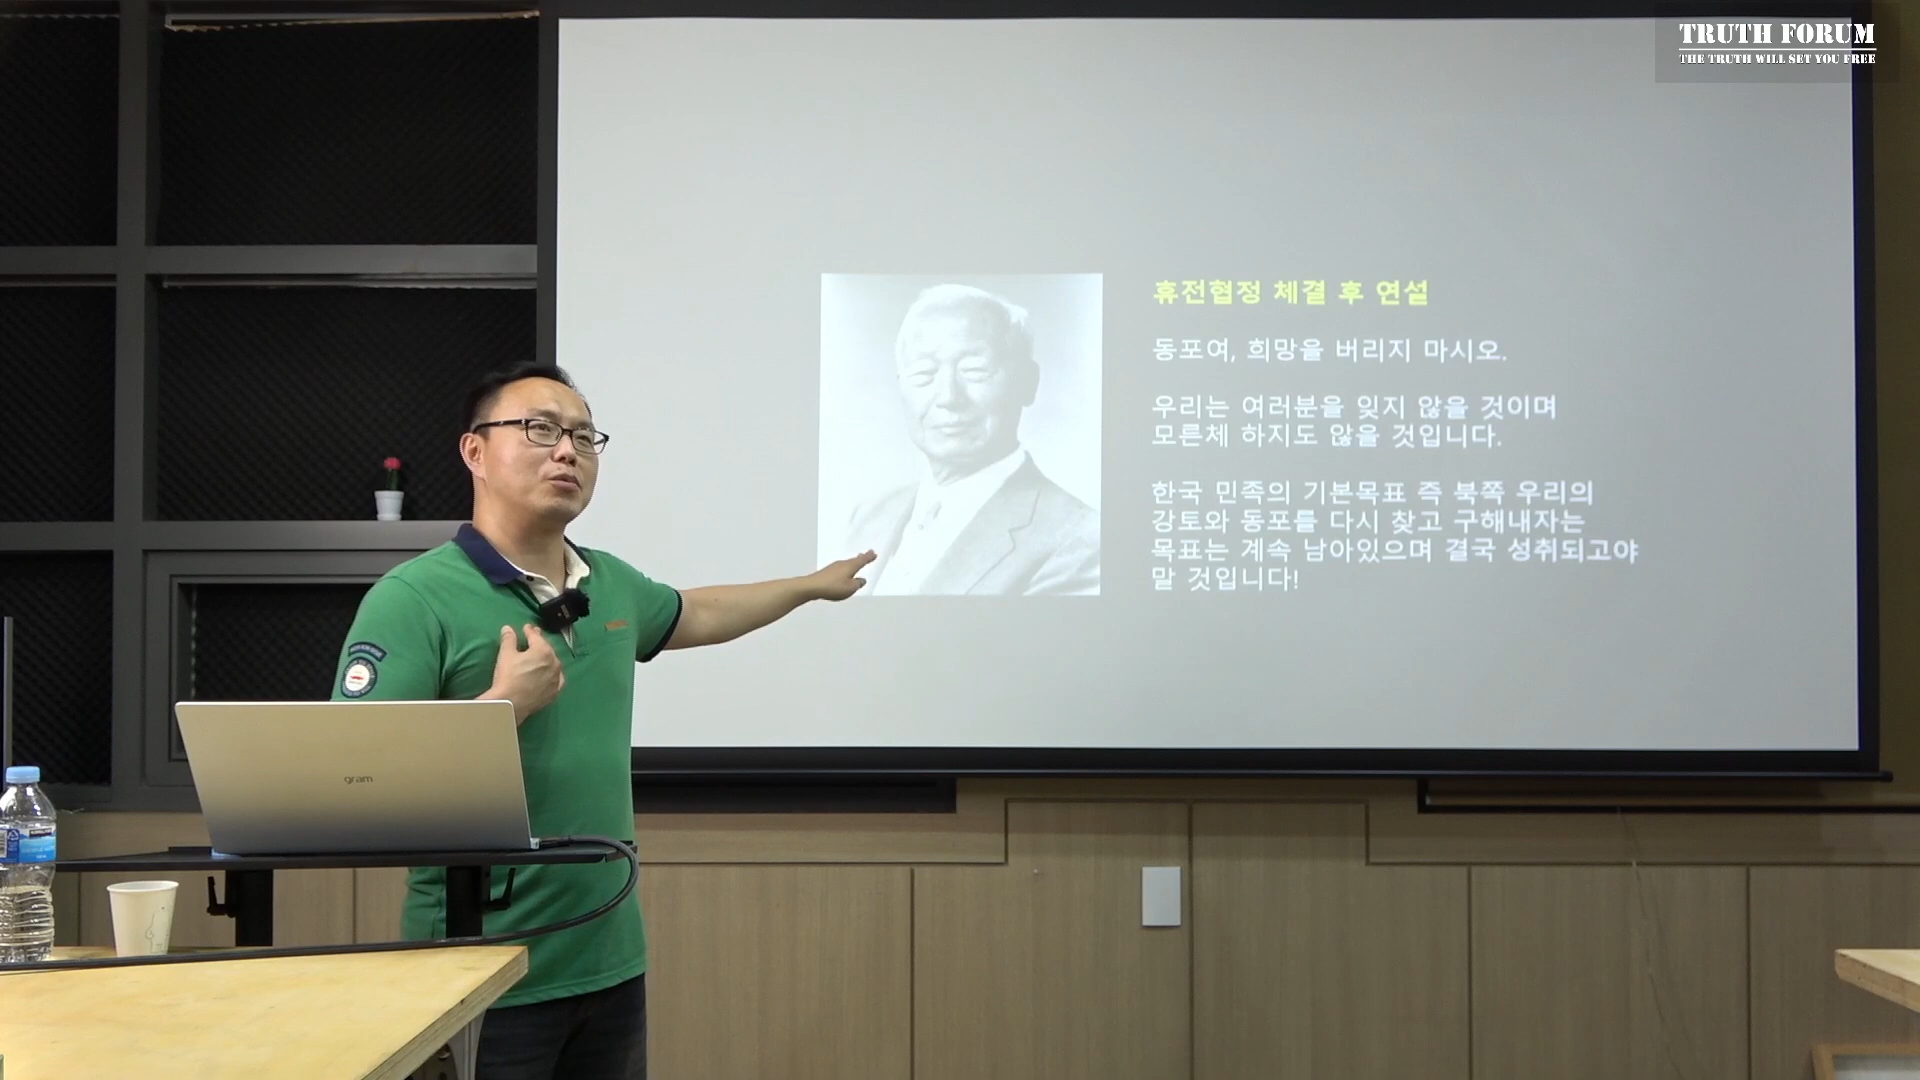 TRUTH FORUM
THE TRUTH WILL SET YOU FREE
휴전협정 체결 후 연설
동포여, 희망을 버리지 마시오.
우리는 여러분을 잊지 않을 것이며
모른체 하지도 않을 것입니다.
한국 민족의 기본목표 즉 북쪽 우리의
강토와 동포를 다시 찾고 구해내자는
목표는 계속 남아있으며 결국 성취되고야
말 것입니다!
gram